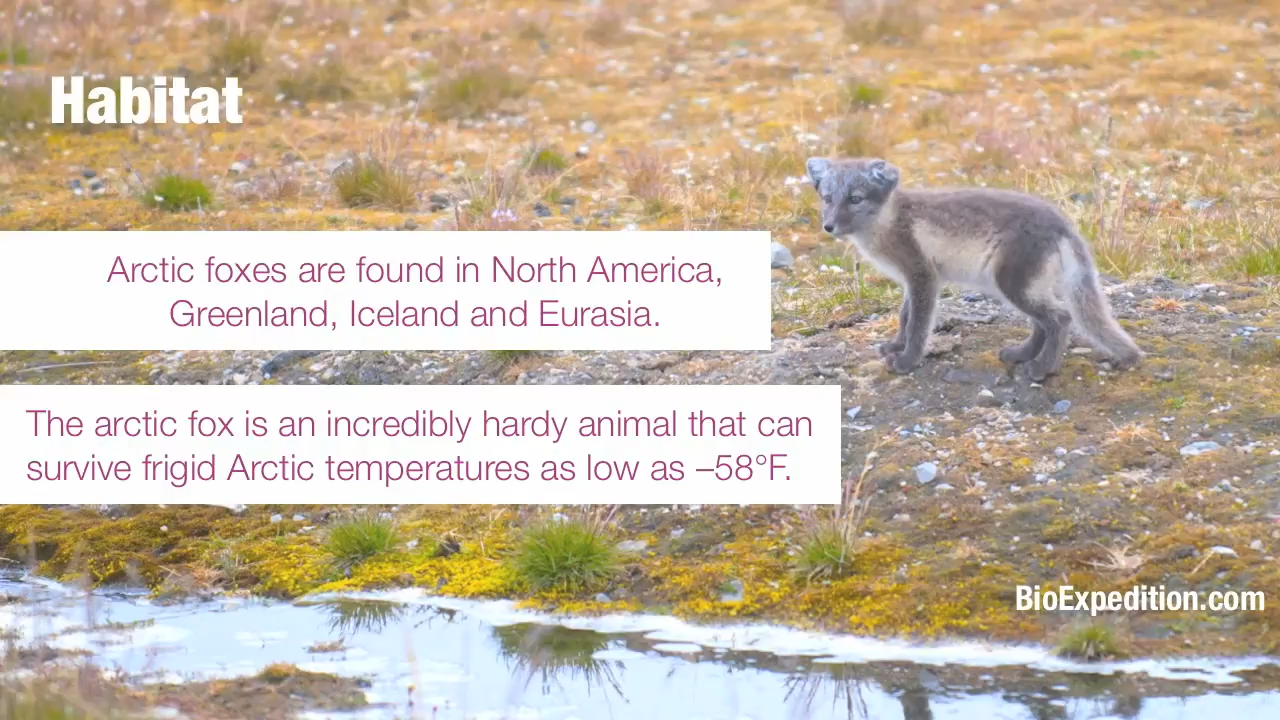 Habitat
Arctic foxes are found in North America,
Greenland, Iceland and Eurasia.
The arctic fox is an incredibly hardy animal that can
survive frigid Arctic temperatures as low as –58°F.
BioExpedition.com